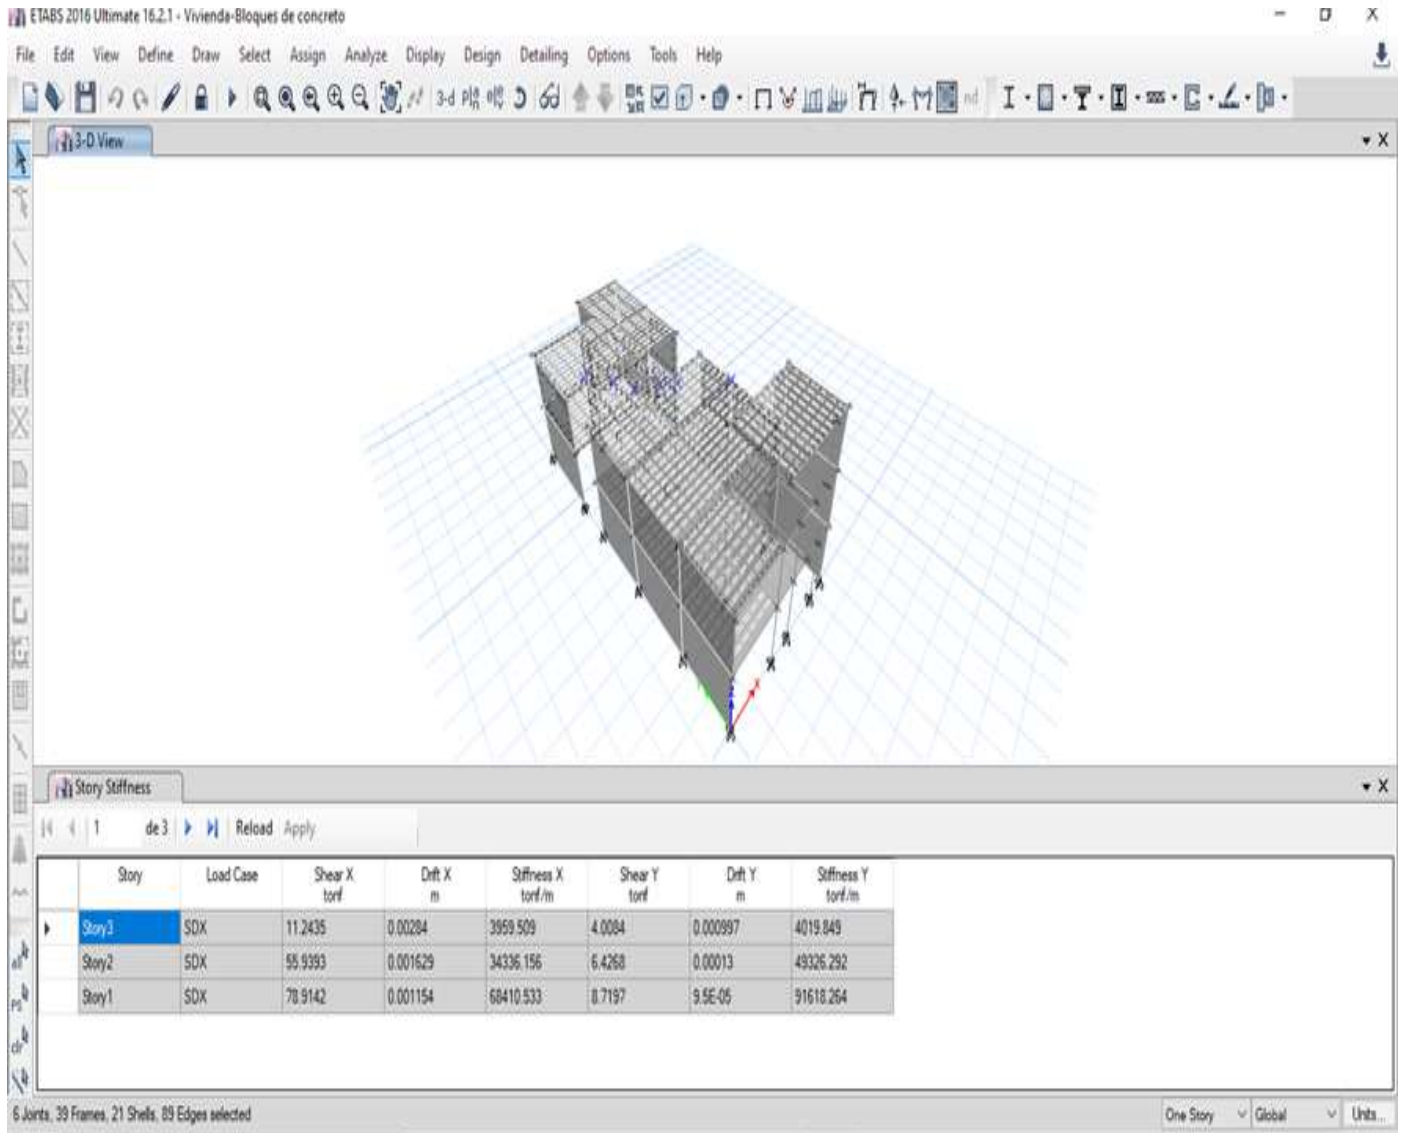 ETABS 2016 Ultimate 16.2.1 - Vivienda-Bloques de concreto
File Edit View Define Draw Select Assign Analyze Display Design Detailing Options Tools Help
3-d
nd
3-D View
X
Story Stiffness
1 de 3 Reload Apply
Story Load Case Shear X Drift X Stiffness X Shear Y Drift Y Stiffness Y
tonf m tonf/m tonf m tonf/m
Story3 SDX 11.2435 0.00284 3959.509 4.0084 0.000997 4019.849
Story2 SDX 55.9393 0.001629 34336.156 6.4268 0.00013 49326.292
Story1 SDX 78.9142 0.001154 68410.533 8.7197 9.5E-05 91618.264
all
ps
clr
6 Joints, 39 Frames, 21 Shells, 89 Edges selected
One Story Global Units...